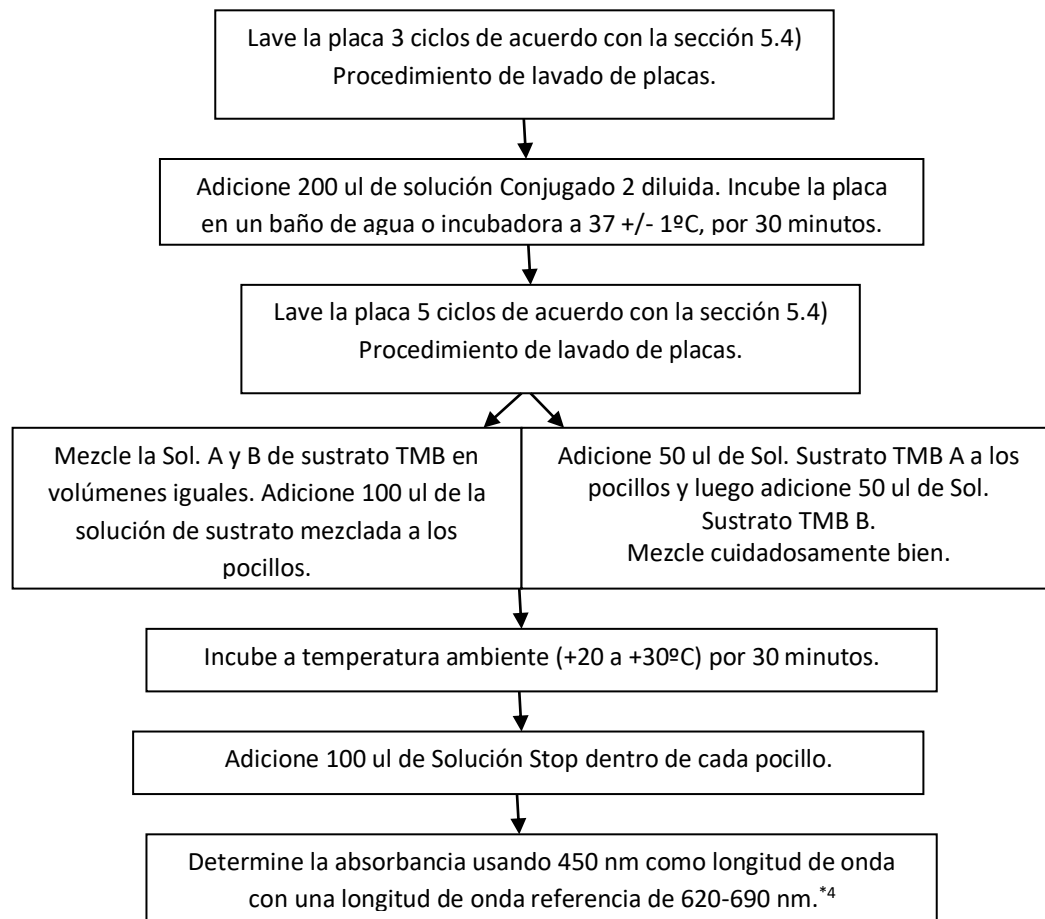 Lave la placa 3 ciclos de acuerdo con la sección 5.4)
Procedimiento de lavado de placas.
Adicione 200 ul de solución Conjugado 2 diluida. Incube la placa
en un baño de agua o incubadora a 37 +/- 1ºC, por 30 minutos.
Lave la placa 5 ciclos de acuerdo con la sección 5.4)
Procedimiento de lavado de placas.
Mezcle la Sol. A y B de sustrato TMB en
volúmenes iguales. Adicione 100 ul de la
solución de sustrato mezclada a los
pocillos.
Adicione 50 ul de Sol. Sustrato TMB A a los
pocillos y luego adicione 50 ul de Sol.
Sustrato TMB B.
Mezcle cuidadosamente bien.
Incube a temperatura ambiente (+20 a +30ºC) por 30 minutos.
Adicione 100 ul de Solución Stop dentro de cada pocillo.
Determine la absorbancia usando 450 nm como longitud de onda
con una longitud de onda referencia de 620-690 nm.*4